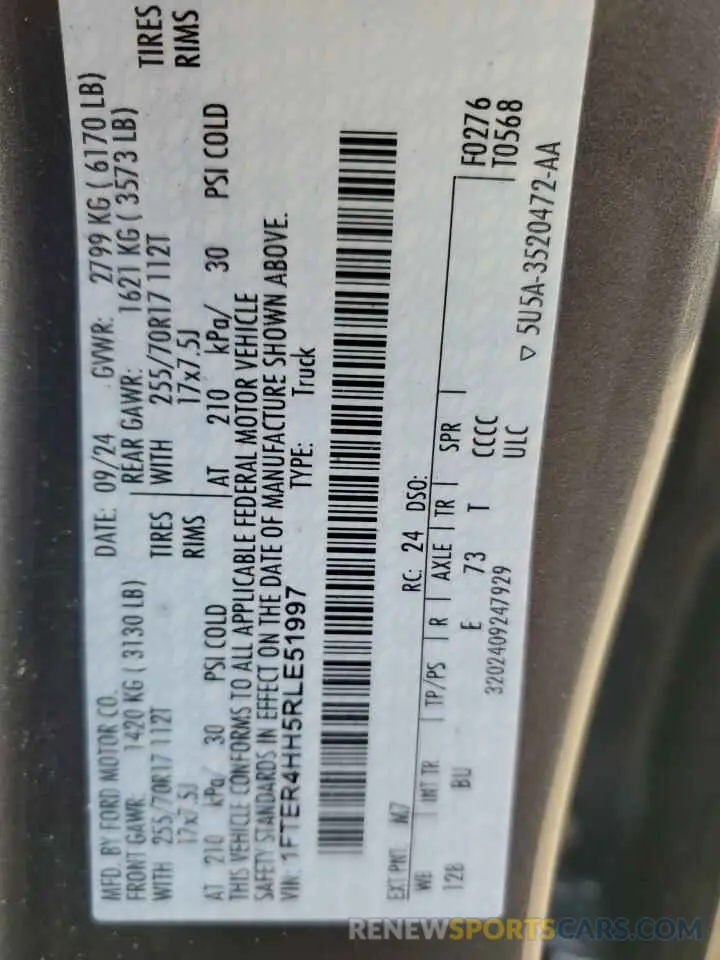 MFD. BY FORD MOTOR CO. DATE: 09/24 GVWR: 2799 KG ( 6170 LB)
FRONT GAWR: 1420 KG ( 3130 LB) REAR GAWR: 1621 KG ( 3573 LB)
WITH 255/70R17 112T TIRES WITH 255/70R17 112T TIRES
17x7.5J RIMS 17x7.5J RIMS
AT 210 kPa/ 30 PSI COLD AT 210 kPa/ 30 PSI COLD
THIS VEHICLE CONFORMS TO ALL APPLICABLE FEDERAL MOTOR VEHICLE
SAFETY STANDARDS IN EFFECT ON THE DATE OF MANUFACTURE SHOWN ABOVE.
VIN: 1FTER4HH5RLE51997 TYPE: Truck
EXT PNT: M7 RC: 24 DSO: F0276
WB INT TR TP/PS R AXLE TR SPR T0568
128 BU E 73 T CCCC
3202409247929 ULC
▽ 5U5A-3520472-AA
RENEWSPORTSCARS.COM